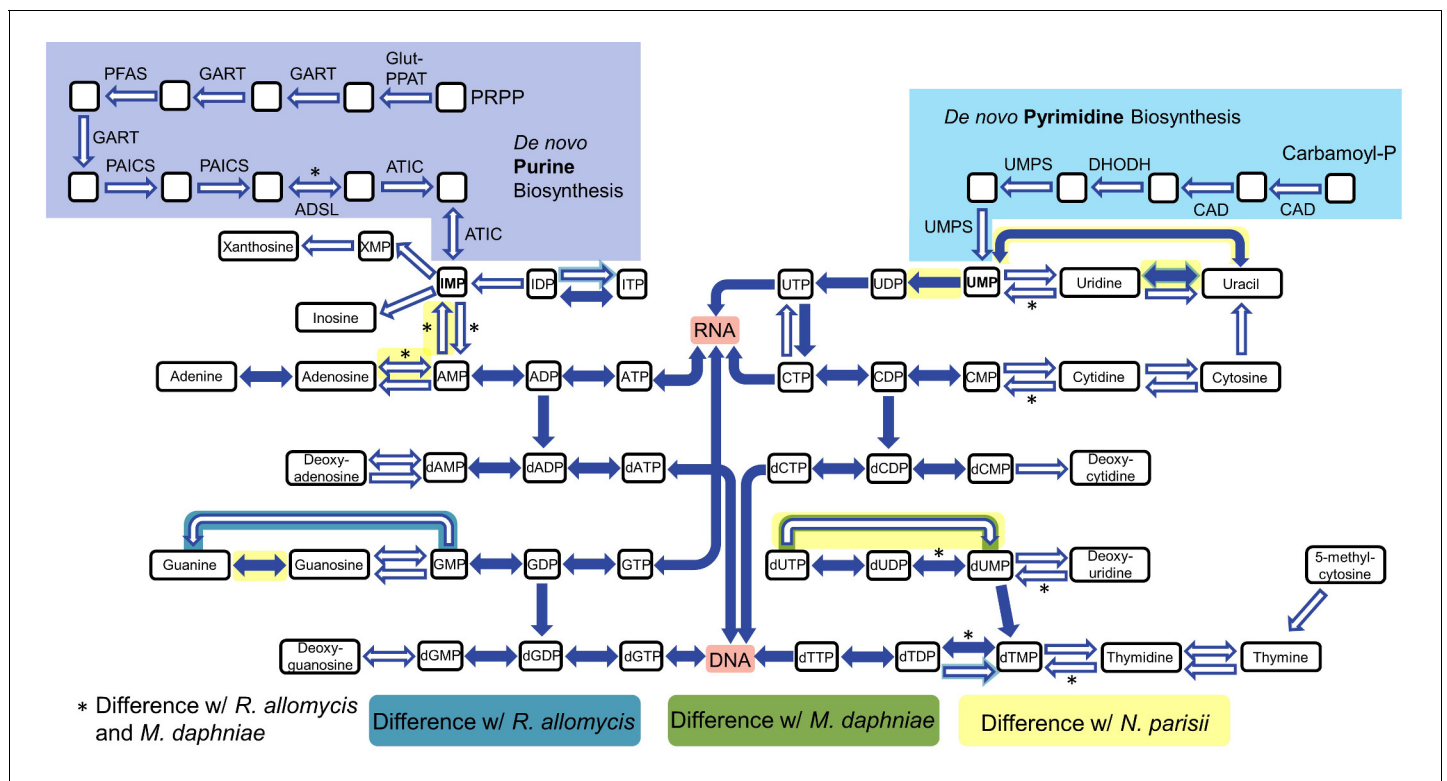 PFAS
GART
GART
Glut-
PPAT
PRPP
GART
PAICS
PAICS
*
ATIC
ADSL
De novo
Purine
Biosynthesis
ATIC
De novo Pyrimidine Biosynthesis
UMPS
DHODH
Carbamoyl-P
CAD
CAD
UMPS
Xanthosine
XMP
IMP
IDP
ITP
UTP
UDP
UMP
Uridine
Uracil
*
Inosine
*
*
RNA
*
Adenine
Adenosine
AMP
ADP
ATP
CTP
CDP
CMP
Cytidine
Cytosine
*
Deoxy-
adenosine
dAMP
dADP
dATP
dCTP
dCDP
dCMP
Deoxy-
cytidine
Guanine
Guanosine
GMP
GDP
GTP
dUTP
dUDP
*
dUMP
Deoxy-
uridine
*
5-methyl-
cytosine
Deoxy-
guanosine
dGMP
dGDP
dGTP
DNA
dTTP
dTDP
*
dTMP
Thymidine
Thymine
*
* Difference w/ R. allomycis
and M. daphniae
Difference w/ R. allomycis
Difference w/ M. daphniae
Difference w/ N. parisii